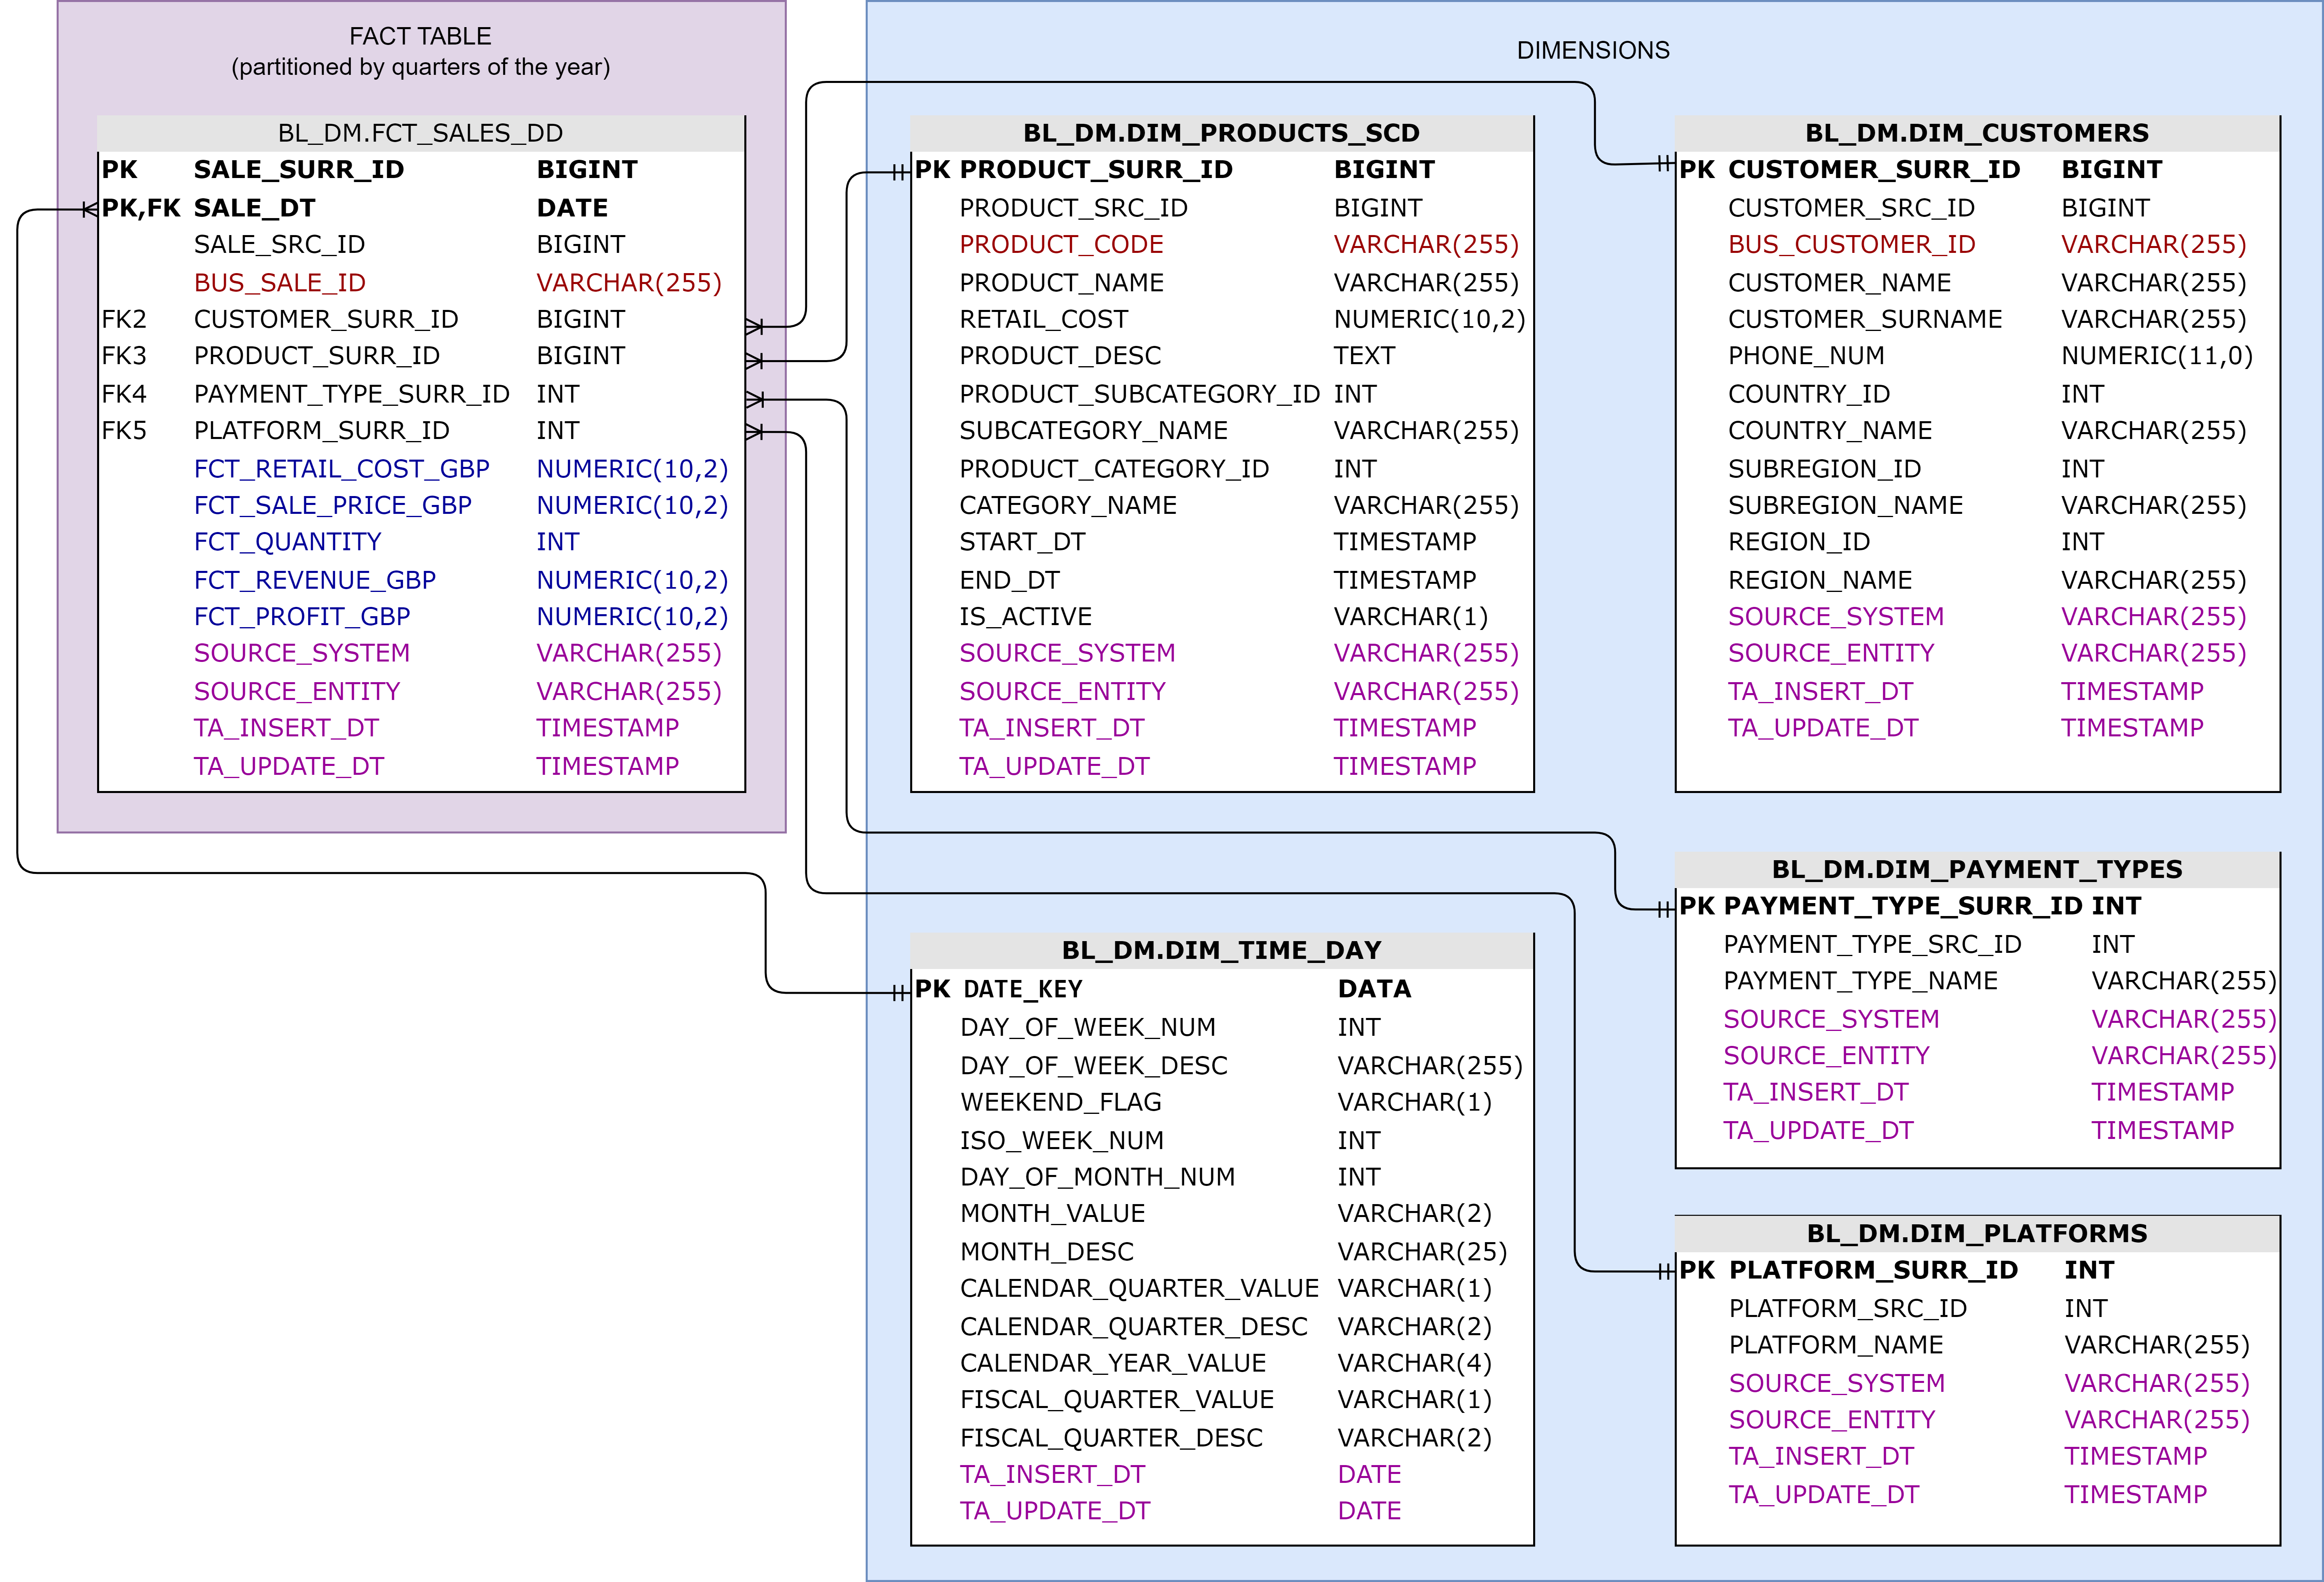 FACT TABLE
(partitioned by quarters of the year)
BL_DM.FCT_SALES_DD
PK SALE_SURR_ID BIGINT
PK,FK SALE_DT DATE
SALE_SRC_ID BIGINT
BUS_SALE_ID VARCHAR(255)
FK2 CUSTOMER_SURR_ID BIGINT
FK3 PRODUCT_SURR_ID BIGINT
FK4 PAYMENT_TYPE_SURR_ID INT
FK5 PLATFORM_SURR_ID INT
FCT_RETAIL_COST_GBP NUMERIC(10,2)
FCT_SALE_PRICE_GBP NUMERIC(10,2)
FCT_QUANTITY INT
FCT_REVENUE_GBP NUMERIC(10,2)
FCT_PROFIT_GBP NUMERIC(10,2)
SOURCE_SYSTEM VARCHAR(255)
SOURCE_ENTITY VARCHAR(255)
TA_INSERT_DT TIMESTAMP
TA_UPDATE_DT TIMESTAMP
DIMENSIONS
BL_DM.DIM_PRODUCTS_SCD
PK PRODUCT_SURR_ID BIGINT
PRODUCT_SRC_ID BIGINT
PRODUCT_CODE VARCHAR(255)
PRODUCT_NAME VARCHAR(255)
RETAIL_COST NUMERIC(10,2)
PRODUCT_DESC TEXT
PRODUCT_SUBCATEGORY_ID INT
SUBCATEGORY_NAME VARCHAR(255)
PRODUCT_CATEGORY_ID INT
CATEGORY_NAME VARCHAR(255)
START_DT TIMESTAMP
END_DT TIMESTAMP
IS_ACTIVE VARCHAR(1)
SOURCE_SYSTEM VARCHAR(255)
SOURCE_ENTITY VARCHAR(255)
TA_INSERT_DT TIMESTAMP
TA_UPDATE_DT TIMESTAMP
BL_DM.DIM_CUSTOMERS
PK CUSTOMER_SURR_ID BIGINT
CUSTOMER_SRC_ID BIGINT
BUS_CUSTOMER_ID VARCHAR(255)
CUSTOMER_NAME VARCHAR(255)
CUSTOMER_SURNAME VARCHAR(255)
PHONE_NUM NUMERIC(11,0)
COUNTRY_ID INT
COUNTRY_NAME VARCHAR(255)
SUBREGION_ID INT
SUBREGION_NAME VARCHAR(255)
REGION_ID INT
REGION_NAME VARCHAR(255)
SOURCE_SYSTEM VARCHAR(255)
SOURCE_ENTITY VARCHAR(255)
TA_INSERT_DT TIMESTAMP
TA_UPDATE_DT TIMESTAMP
BL_DM.DIM_TIME_DAY
PK DATE_KEY DATA
DAY_OF_WEEK_NUM INT
DAY_OF_WEEK_DESC VARCHAR(255)
WEEKEND_FLAG VARCHAR(1)
ISO_WEEK_NUM INT
DAY_OF_MONTH_NUM INT
MONTH_VALUE VARCHAR(2)
MONTH_DESC VARCHAR(25)
CALENDAR_QUARTER_VALUE VARCHAR(1)
CALENDAR_QUARTER_DESC VARCHAR(2)
CALENDAR_YEAR_VALUE VARCHAR(4)
FISCAL_QUARTER_VALUE VARCHAR(1)
FISCAL_QUARTER_DESC VARCHAR(2)
TA_INSERT_DT DATE
TA_UPDATE_DT DATE
BL_DM.DIM_PAYMENT_TYPES
PK PAYMENT_TYPE_SURR_ID INT
PAYMENT_TYPE_SRC_ID INT
PAYMENT_TYPE_NAME VARCHAR(255)
SOURCE_SYSTEM VARCHAR(255)
SOURCE_ENTITY VARCHAR(255)
TA_INSERT_DT TIMESTAMP
TA_UPDATE_DT TIMESTAMP
BL_DM.DIM_PLATFORMS
PK PLATFORM_SURR_ID INT
PLATFORM_SRC_ID INT
PLATFORM_NAME VARCHAR(255)
SOURCE_SYSTEM VARCHAR(255)
SOURCE_ENTITY VARCHAR(255)
TA_INSERT_DT TIMESTAMP
TA_UPDATE_DT TIMESTAMP